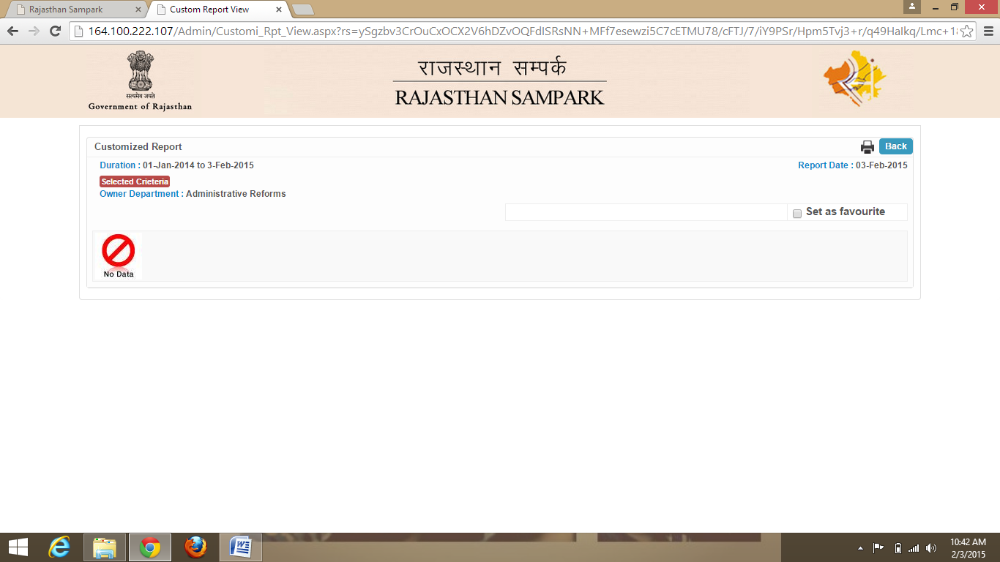 Rajasthan Sampark
Custom Report View
164.100.222.107/Admin/Customi_Rpt_View.aspx?rs=ySgzbv3CrOuCxOCX2V6hDZvOQFdISRsNN+MFf7esewzi5C7cETMU78/cFTJ/7/iY9PSr/Hpm5Tvj3+r/q49HaIkq/Lmc+18
सत्यमेव जयते
Government of Rajasthan
राजस्थान सम्पर्क
RAJASTHAN SAMPARK
Customized Report
Back
Duration : 01-Jan-2014 to 3-Feb-2015
Report Date : 03-Feb-2015
Selected Crieteria
Owner Department : Administrative Reforms
Set as favourite
No Data
10:42 AM
2/3/2015